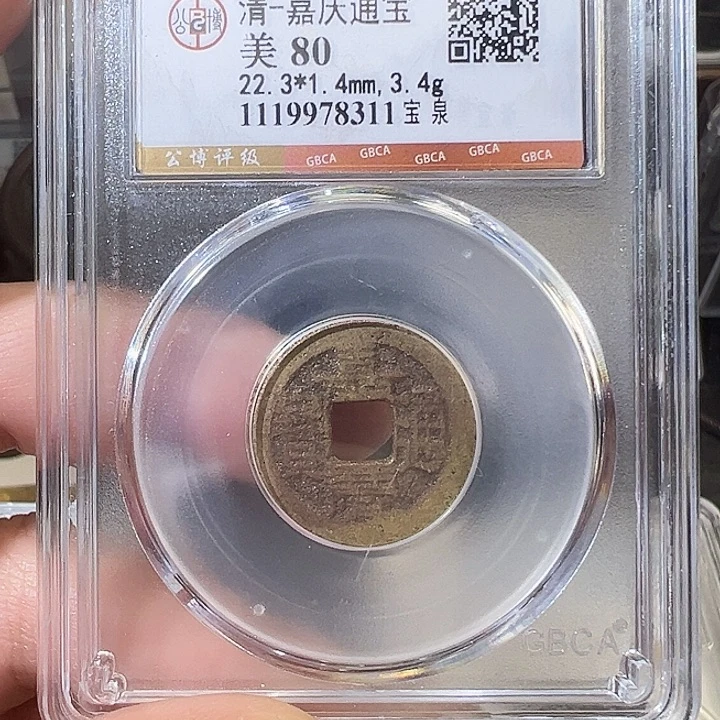 清-嘉庆通宝
美 80
22.3*1.4mm, 3.4g
1119978311 宝 泉
公博评级 GBCA GBCA GBCA GBCA GBCA
GBCA